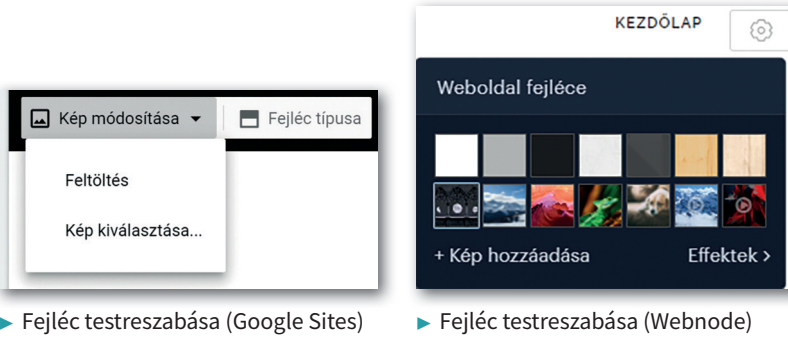 Kép módosítása
Fejléc típusa
Feltöltés
Kép kiválasztása...
▶ Fejléc testreszabása (Google Sites)
KEZDŐLAP
Weboldal fejléce
+ Kép hozzáadása
Effektek >
▶ Fejléc testreszabása (Webnode)